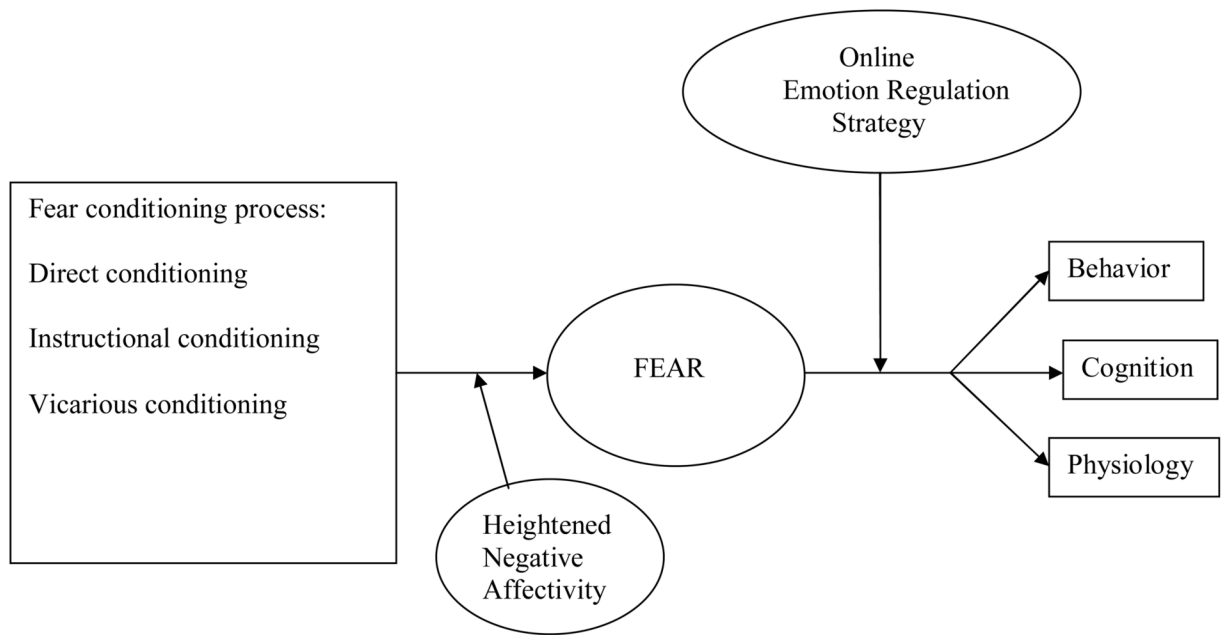 Online
Emotion Regulation
Strategy
Fear conditioning process:
Direct conditioning
Instructional conditioning
Vicarious conditioning
FEAR
Behavior
Cognition
Physiology
Heightened
Negative
Affectivity